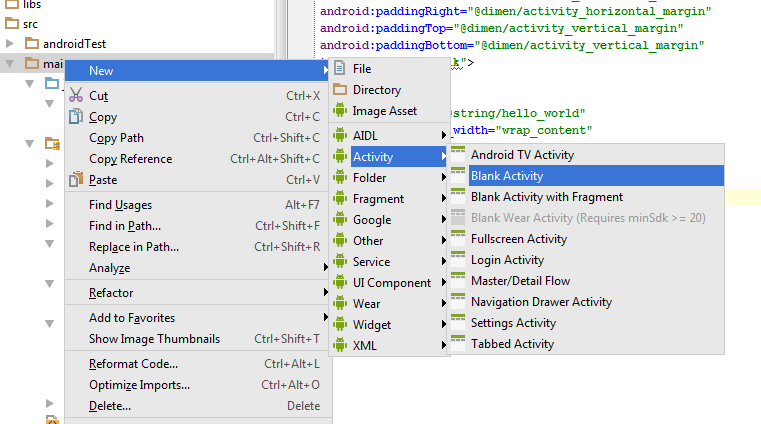 libs
src
androidTest
mai
android:paddingRight="@dimen/activity_horizontal_margin"
android:paddingTop="@dimen/activity_vertical_margin"
android:paddingBottom="@dimen/activity_vertical_margin"
k">
@string/hello_world"
_width="wrap_content"
New
Cut Ctrl+X
Copy Ctrl+C
Copy Path Ctrl+Shift+C
Copy Reference Ctrl+Alt+Shift+C
Paste Ctrl+V
Find Usages Alt+F7
Find in Path... Ctrl+Shift+F
Replace in Path... Ctrl+Shift+R
Analyze
Refactor
Add to Favorites
Show Image Thumbnails Ctrl+Shift+T
Reformat Code... Ctrl+Alt+L
Optimize Imports... Ctrl+Alt+O
Delete... Delete
File
Directory
Image Asset
AIDL
Activity
Folder
Fragment
Google
Other
Service
UI Component
Wear
Widget
XML
Android TV Activity
Blank Activity
Blank Activity with Fragment
Blank Wear Activity (Requires minSdk >= 20)
Fullscreen Activity
Login Activity
Master/Detail Flow
Navigation Drawer Activity
Settings Activity
Tabbed Activity